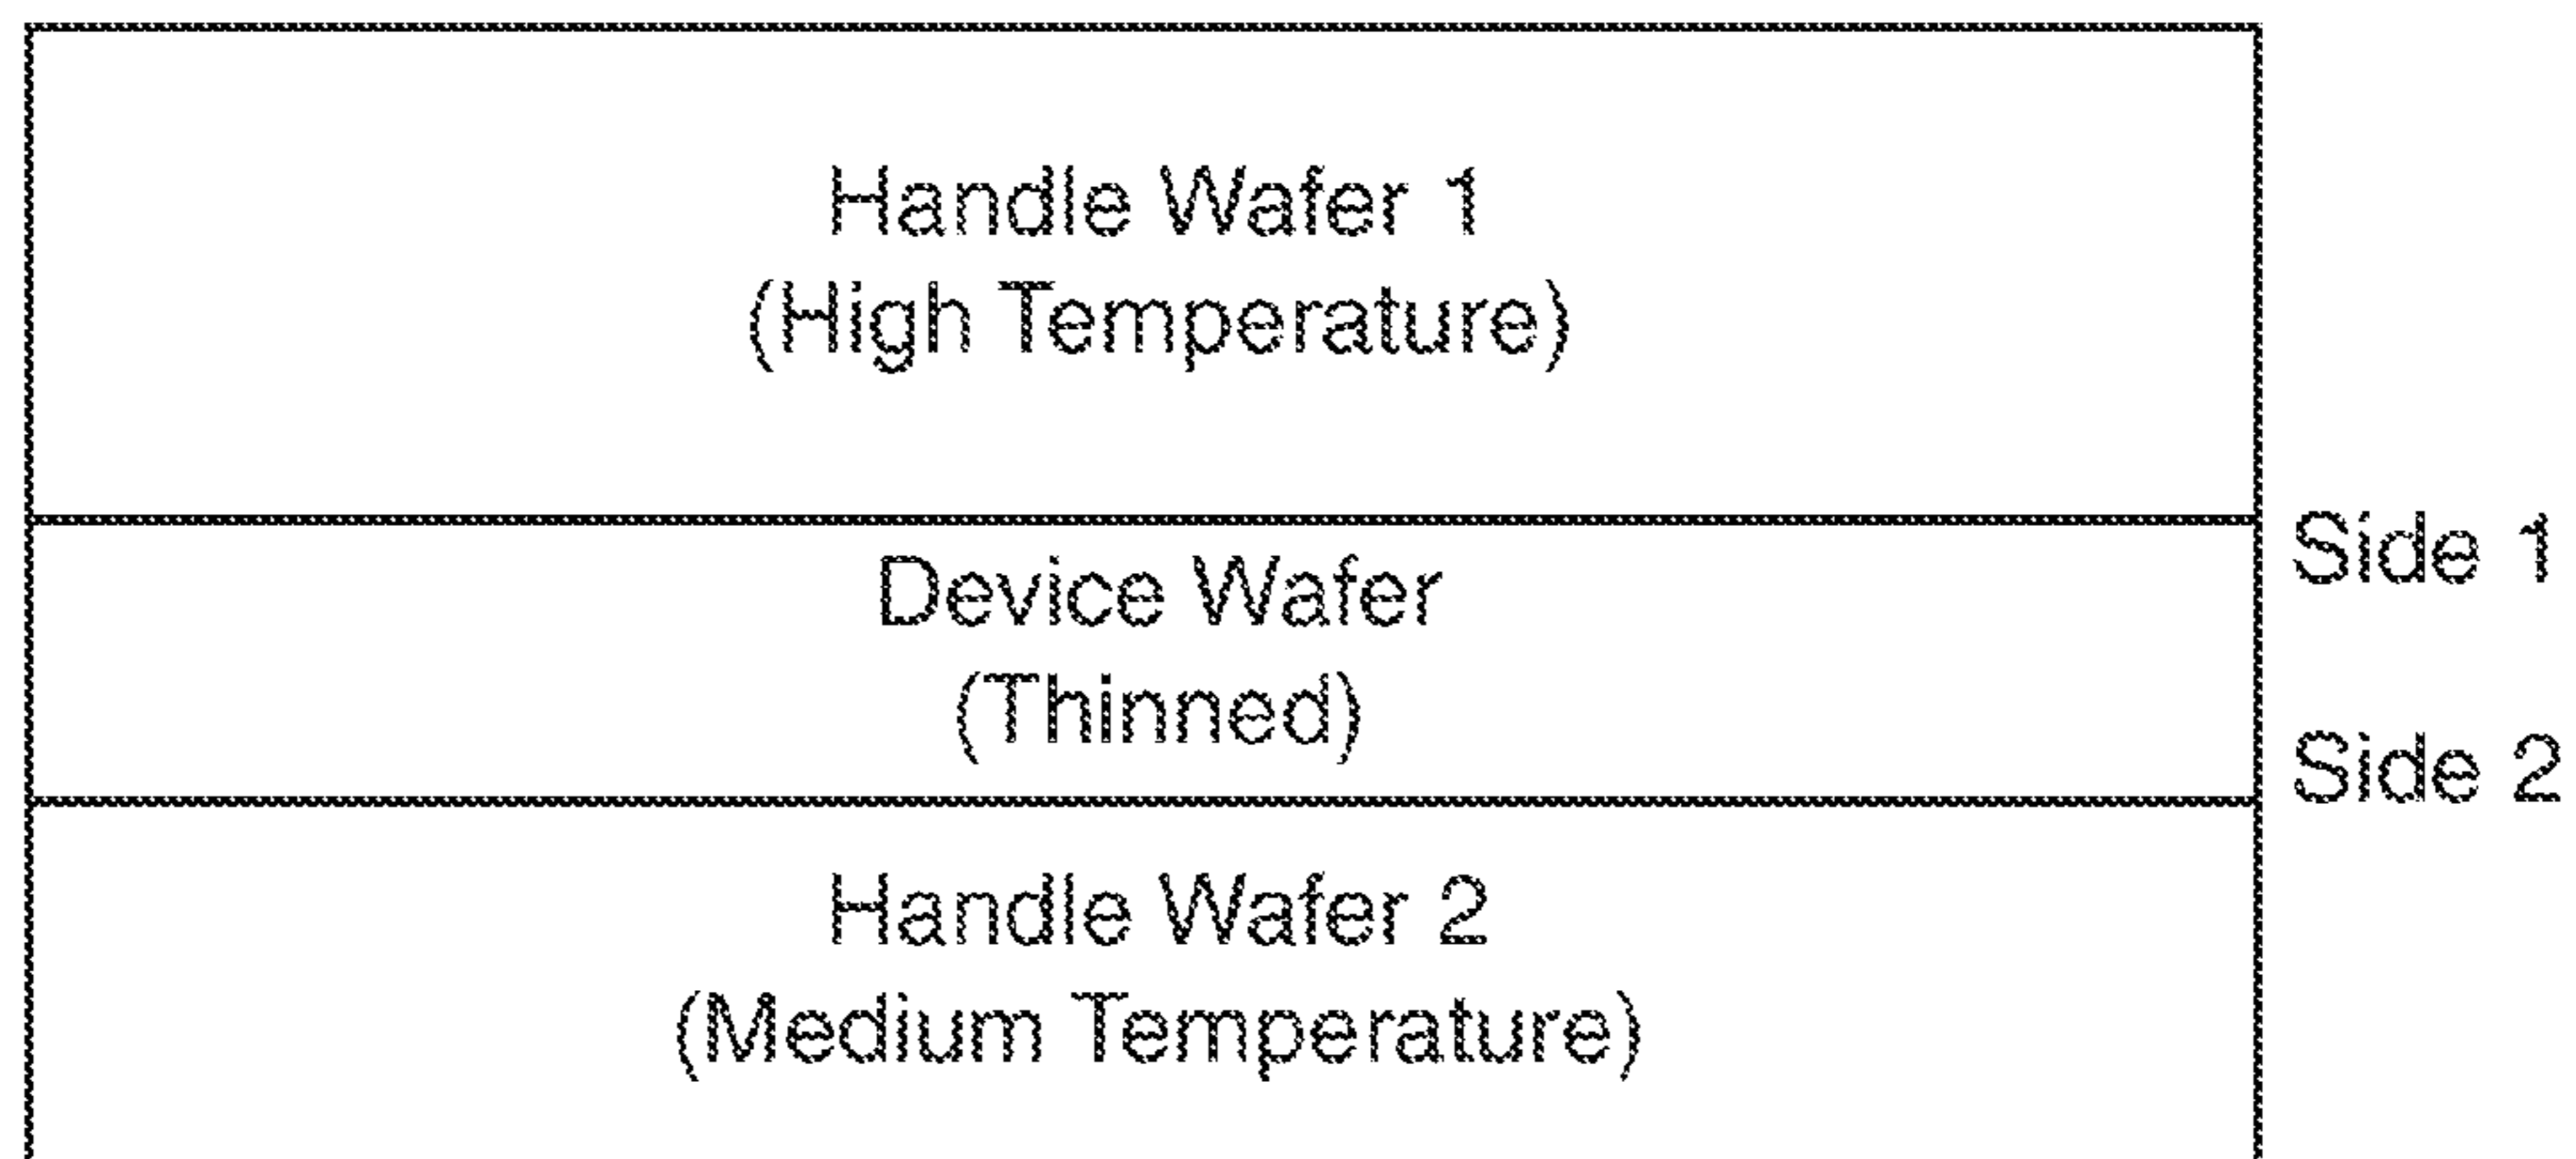 Handle Wafer 1
(High Temperature)
Side 1
Device Wafer
(Thinned)
Side 2
Handle Wafer 2
(Medium Temperature)